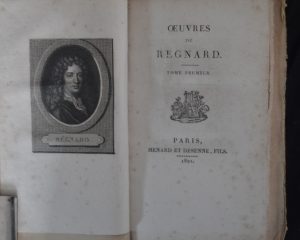 REGNARD
ŒUVRES
DE
REGNARD.
TOME PREMIER.
PARIS,
MENARD ET DESENNE, FILS.